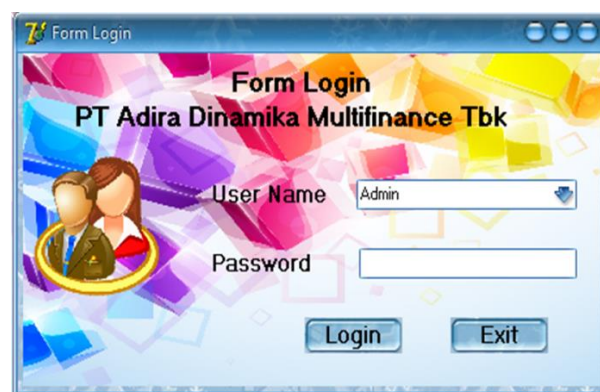 Form Login
Form Login
PT Adira Dinamika Multifinance Tbk
User Name
Admin
Password
Login
Exit